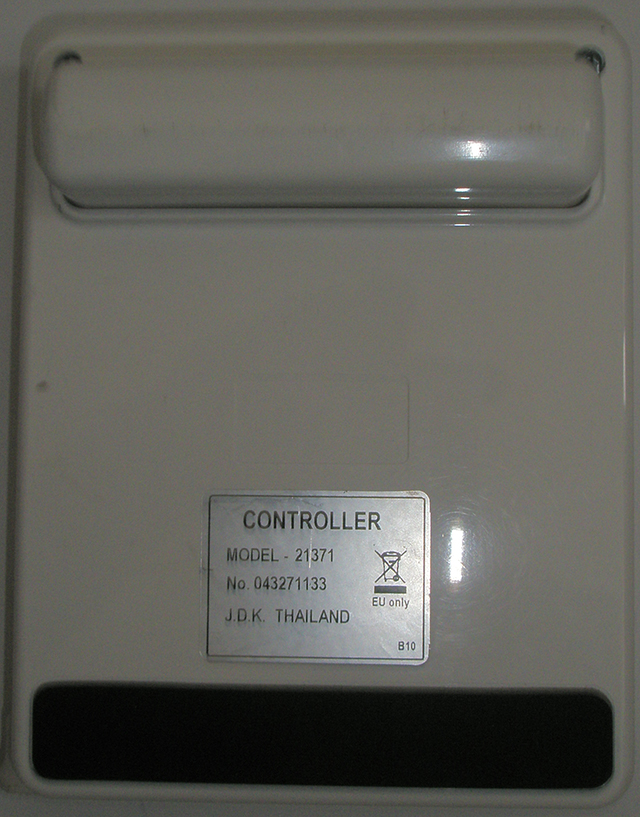 CONTROLLER
MODEL - 21371
No. 043271133
EU only
J.D.K. THAILAND
B10